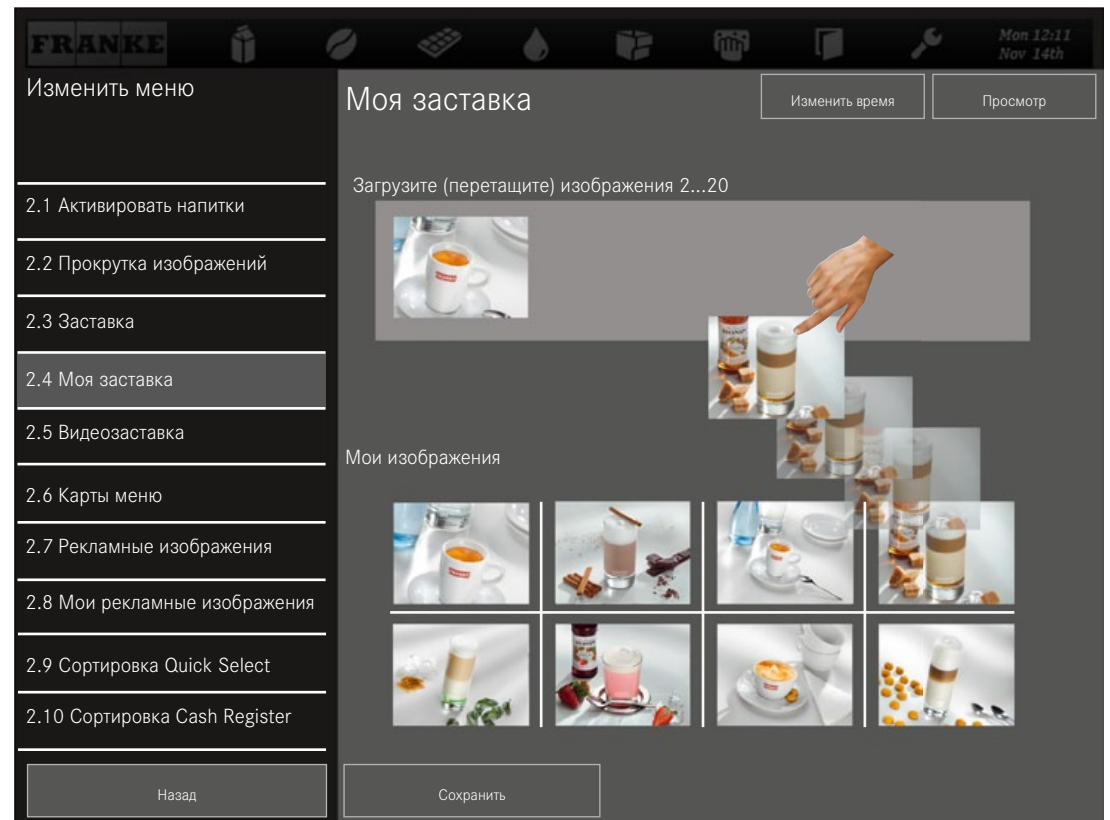 FRANKE
Mon 12:11
Nov 14th
Изменить меню
2.1 Активировать напитки
2.2 Прокрутка изображений
2.3 Заставка
2.4 Моя заставка
2.5 Видеозаставка
2.6 Карты меню
2.7 Рекламные изображения
2.8 Мои рекламные изображения
2.9 Сортировка Quick Select
2.10 Сортировка Cash Register
Назад
Моя заставка
Изменить время
Просмотр
Загрузите (перетащите) изображения 2...20
Мои изображения
Сохранить